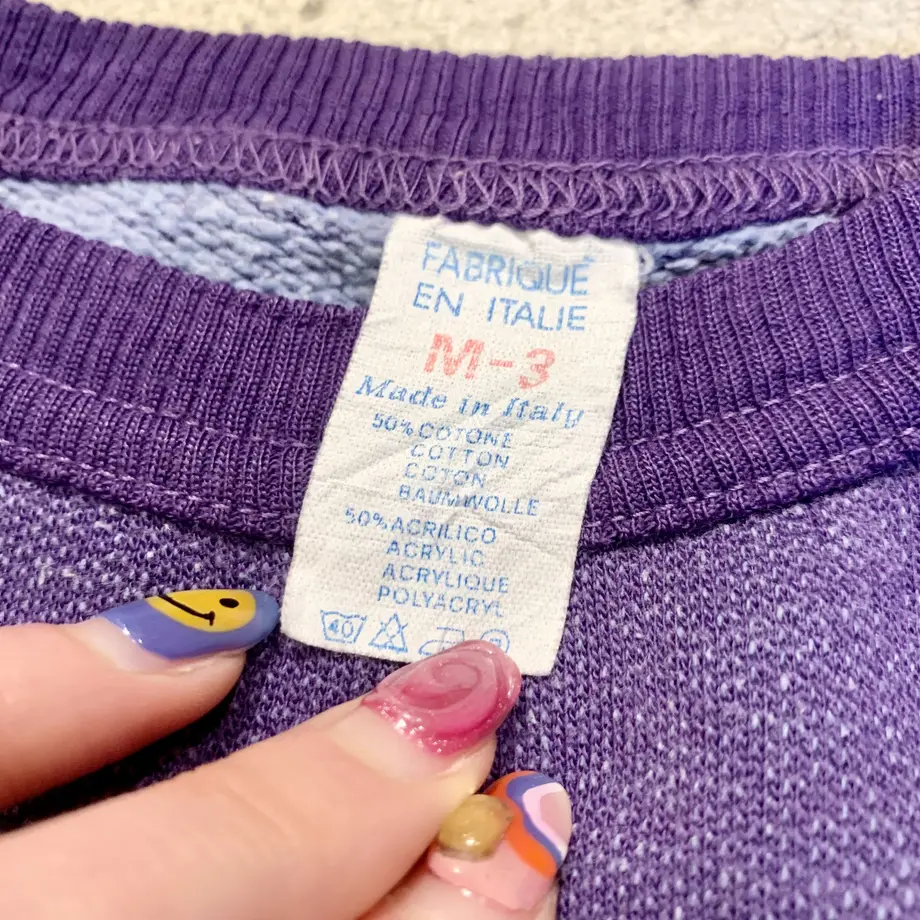 FABRIQUÉ
EN ITALIE
M-3
Made in Italy
50% COTONE
COTTON
COTON
BAUMWOLLE
50% ACRILICO
ACRYLIC
ACRYLIQUE
POLYACRYL
40